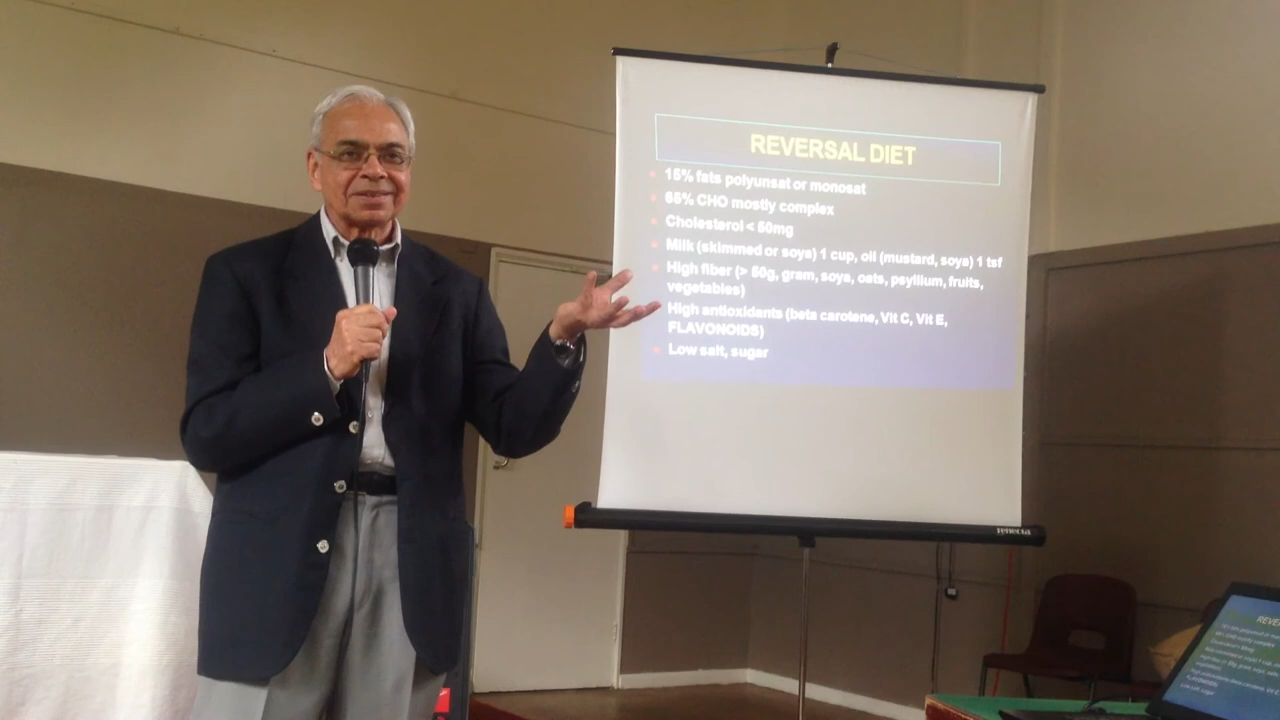 REVERSAL DIET
15% fats polyunsat or monosat
65% CHO mostly complex
Cholesterol < 50mg
Milk (skimmed or soya) 1 cup, oil (mustard, soya) 1 tsf
High fiber (> 50g, gram, soya, oats, psyllium, fruits,
vegetables)
High antioxidants (beta carotene, Vit C, Vit E,
FLAVONOIDS)
Low salt, sugar